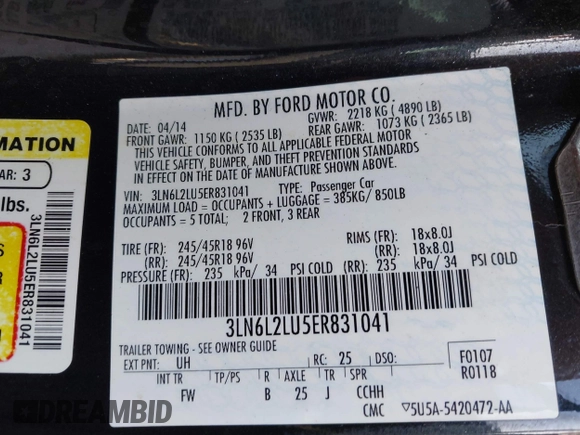 MFD. BY FORD MOTOR CO.
DATE: 04/14 GVWR: 2218 KG ( 4890 LB)
FRONT GAWR: 1150 KG ( 2535 LB) REAR GAWR: 1073 KG ( 2365 LB)
THIS VEHICLE CONFORMS TO ALL APPLICABLE FEDERAL MOTOR
VEHICLE SAFETY, BUMPER, AND THEFT PREVENTION STANDARDS
IN EFFECT ON THE DATE OF MANUFACTURE SHOWN ABOVE.
VIN: 3LN6L2LU5ER831041 TYPE: Passenger Car
MAXIMUM LOAD = OCCUPANTS + LUGGAGE = 385KG/ 850LB
OCCUPANTS = 5 TOTAL; 2 FRONT, 3 REAR
TIRE (FR): 245/45R18 96V RIMS (FR): 18x8.0J
(RR): 245/45R18 96V (RR): 18x8.0J
PRESSURE (FR): 235 kPa/ 34 PSI COLD (RR): 235 kPa/ 34 PSI COLD
3LN6L2LU5ER831041
TRAILER TOWING - SEE OWNER GUIDE
EXT PNT: UH RC: 25 DSO: F0107
R0118
INT TR TP/PS R AXLE TR SPR
FW B 25 J CCHH
CMC 5U5A-5420472-AA
MATION
AR: 3
lbs.
S
R
3LN6L2LU5ER831041
DREAMBID